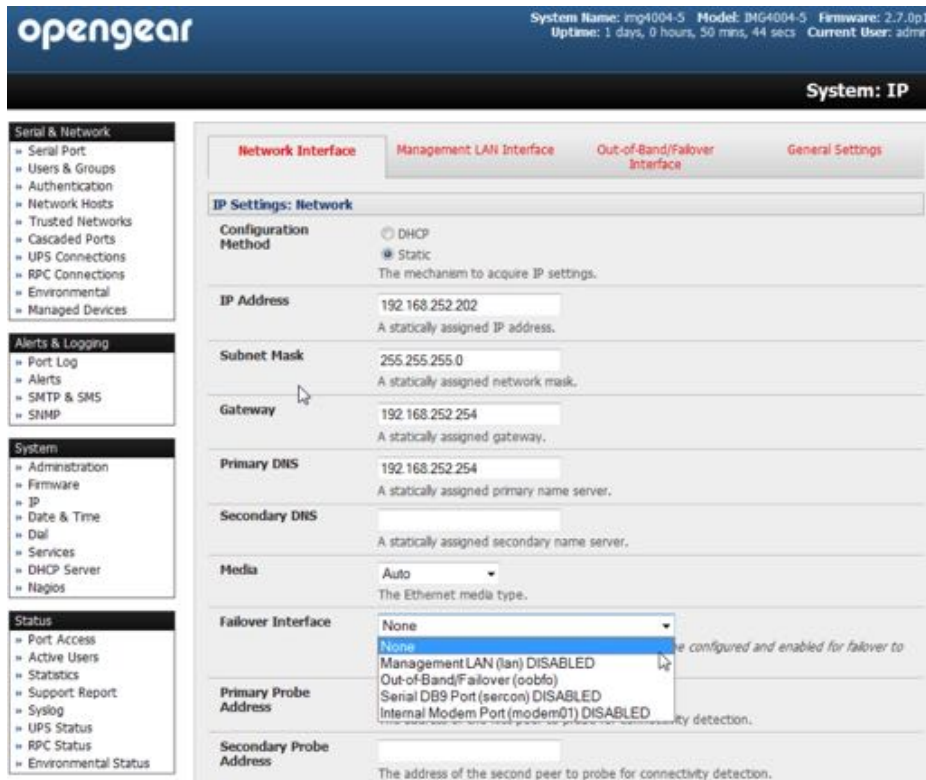 opengear
System Name: img4004-5 Model: IMG4004-5 Firmware: 2.7.0p1
Uptime: 1 days, 0 hours, 50 mins, 44 secs Current User: admin
System: IP
Serial & Network
» Serial Port
» Users & Groups
» Authentication
» Network Hosts
» Trusted Networks
» Cascaded Ports
» UPS Connections
» RPC Connections
» Environmental
» Managed Devices
Alerts & Logging
» Port Log
» Alerts
» SMTP & SMS
» SNMP
System
» Administration
» Firmware
» IP
» Date & Time
» Dial
» Services
» DHCP Server
» Nagios
Status
» Port Access
» Active Users
» Statistics
» Support Report
» Syslog
» UPS Status
» RPC Status
» Environmental Status
Network Interface
Management LAN Interface
Out-of-Band/Failover
Interface
General Settings
IP Settings: Network
Configuration
Method
DHCP
Static
The mechanism to acquire IP settings.
IP Address
192.168.252.202
A statically assigned IP address.
Subnet Mask
255.255.255.0
A statically assigned network mask.
Gateway
192.168.252.254
A statically assigned gateway.
Primary DNS
192.168.252.254
A statically assigned primary name server.
Secondary DNS
A statically assigned secondary name server.
Media
Auto
The Ethernet media type.
Failover Interface
None
None
configured and enabled for failover to
Management LAN (lan) DISABLED
Out-of-Band/Failover (oobfo)
Serial DB9 Port (sercon) DISABLED
Internal Modem Port (modem01) DISABLED
Primary Probe
Address
connectivity detection.
Secondary Probe
Address
The address of the second peer to probe for connectivity detection.